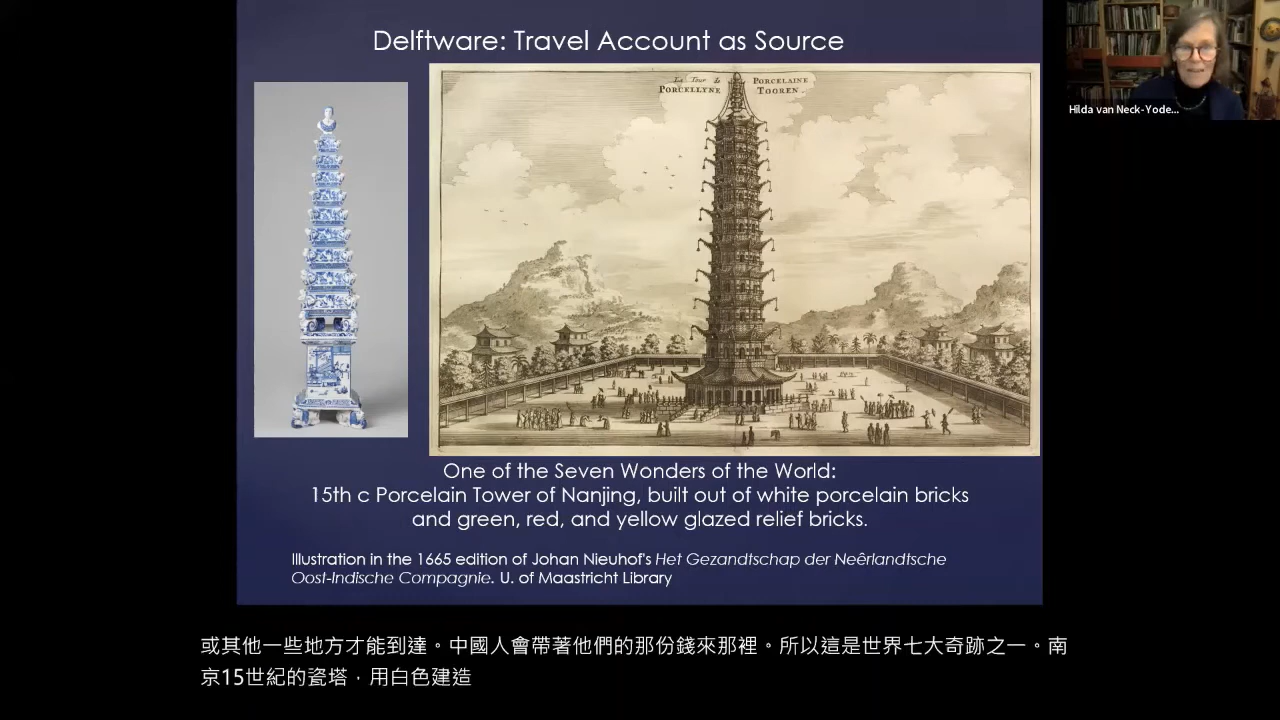 Delftware: Travel Account as Source
La Tour de
PORCELLYNE
PORCELAINE
TOOREN
Hilda van Neck-Yode...
One of the Seven Wonders of the World:
15th c Porcelain Tower of Nanjing, built out of white porcelain bricks
and green, red, and yellow glazed relief bricks.
Illustration in the 1665 edition of Johan Nieuhof's Het Gezandtschap der Neêrlandtsche
Oost-Indische Compagnie. U. of Maastricht Library
或其他一些地方才能到達。中國人會帶著他們的那份錢來那裡。所以這是世界七大奇跡之一。南
京15世紀的瓷塔，用白色建造